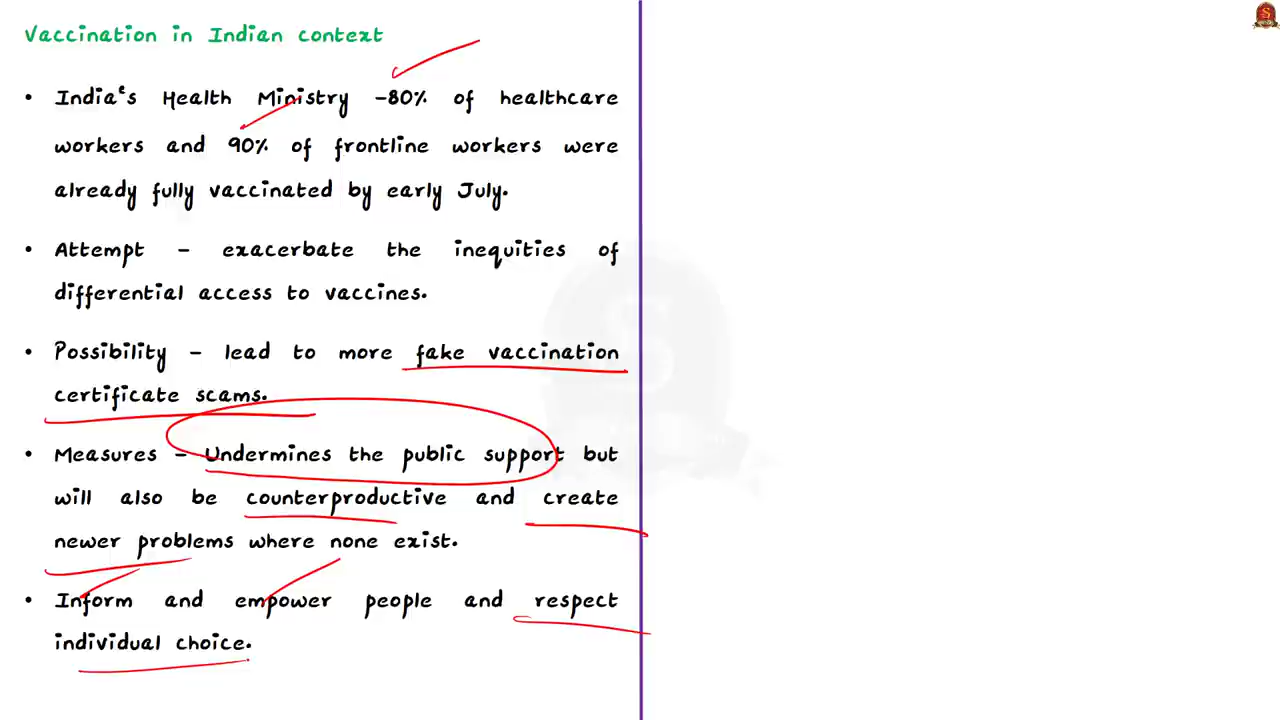 Vaccination in Indian context
• India's Health Ministry -80% of healthcare
workers and 90% of frontline workers were
already fully vaccinated by early July.
• Attempt - exacerbate the inequities of
differential access to vaccines.
• Possibility - lead to more fake vaccination
certificate scams.
• Measures - Undermines the public support but
will also be counterproductive and create
newer problems where none exist.
• Inform and empower people and respect
individual choice.